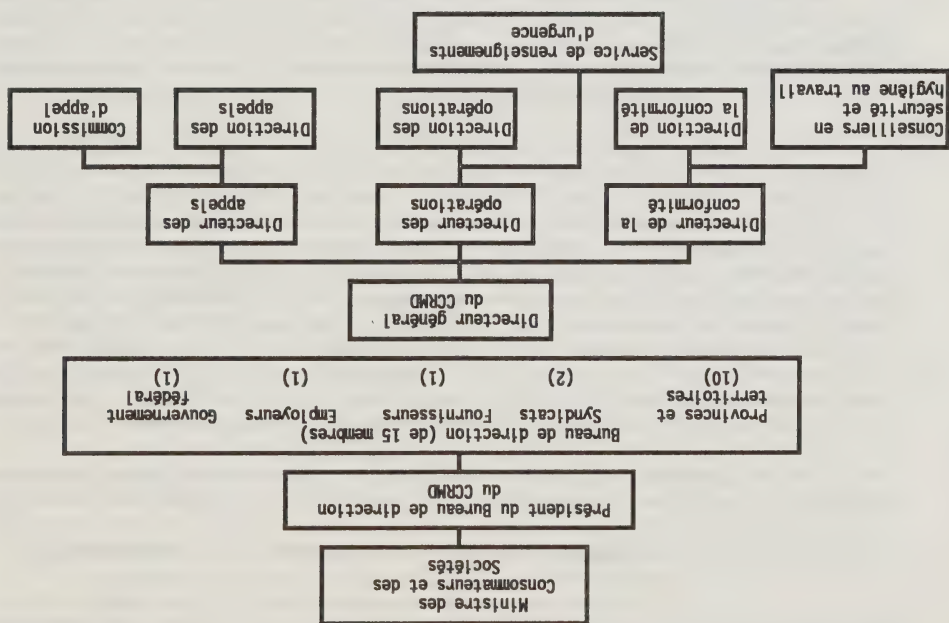 Ministre des
Consommateurs et des
Sociétés
Président du Bureau de direction
du CCRMD
Bureau de direction (de 15 membres)
Provinces et
territoires
(10)
Syndicats
(2)
Fournisseurs
(1)
Employeurs
(1)
Gouvernement
fédéral
(1)
Directeur général
du CCRMD
Directeur de la
conformité
Directeur des
opérations
Directeur des
appels
Conseillers en
sécurité et
hygiène au travail
Direction de
la conformité
Direction des
opérations
Direction des
appels
Commission
d'appel
Service de renseignements
d'urgence